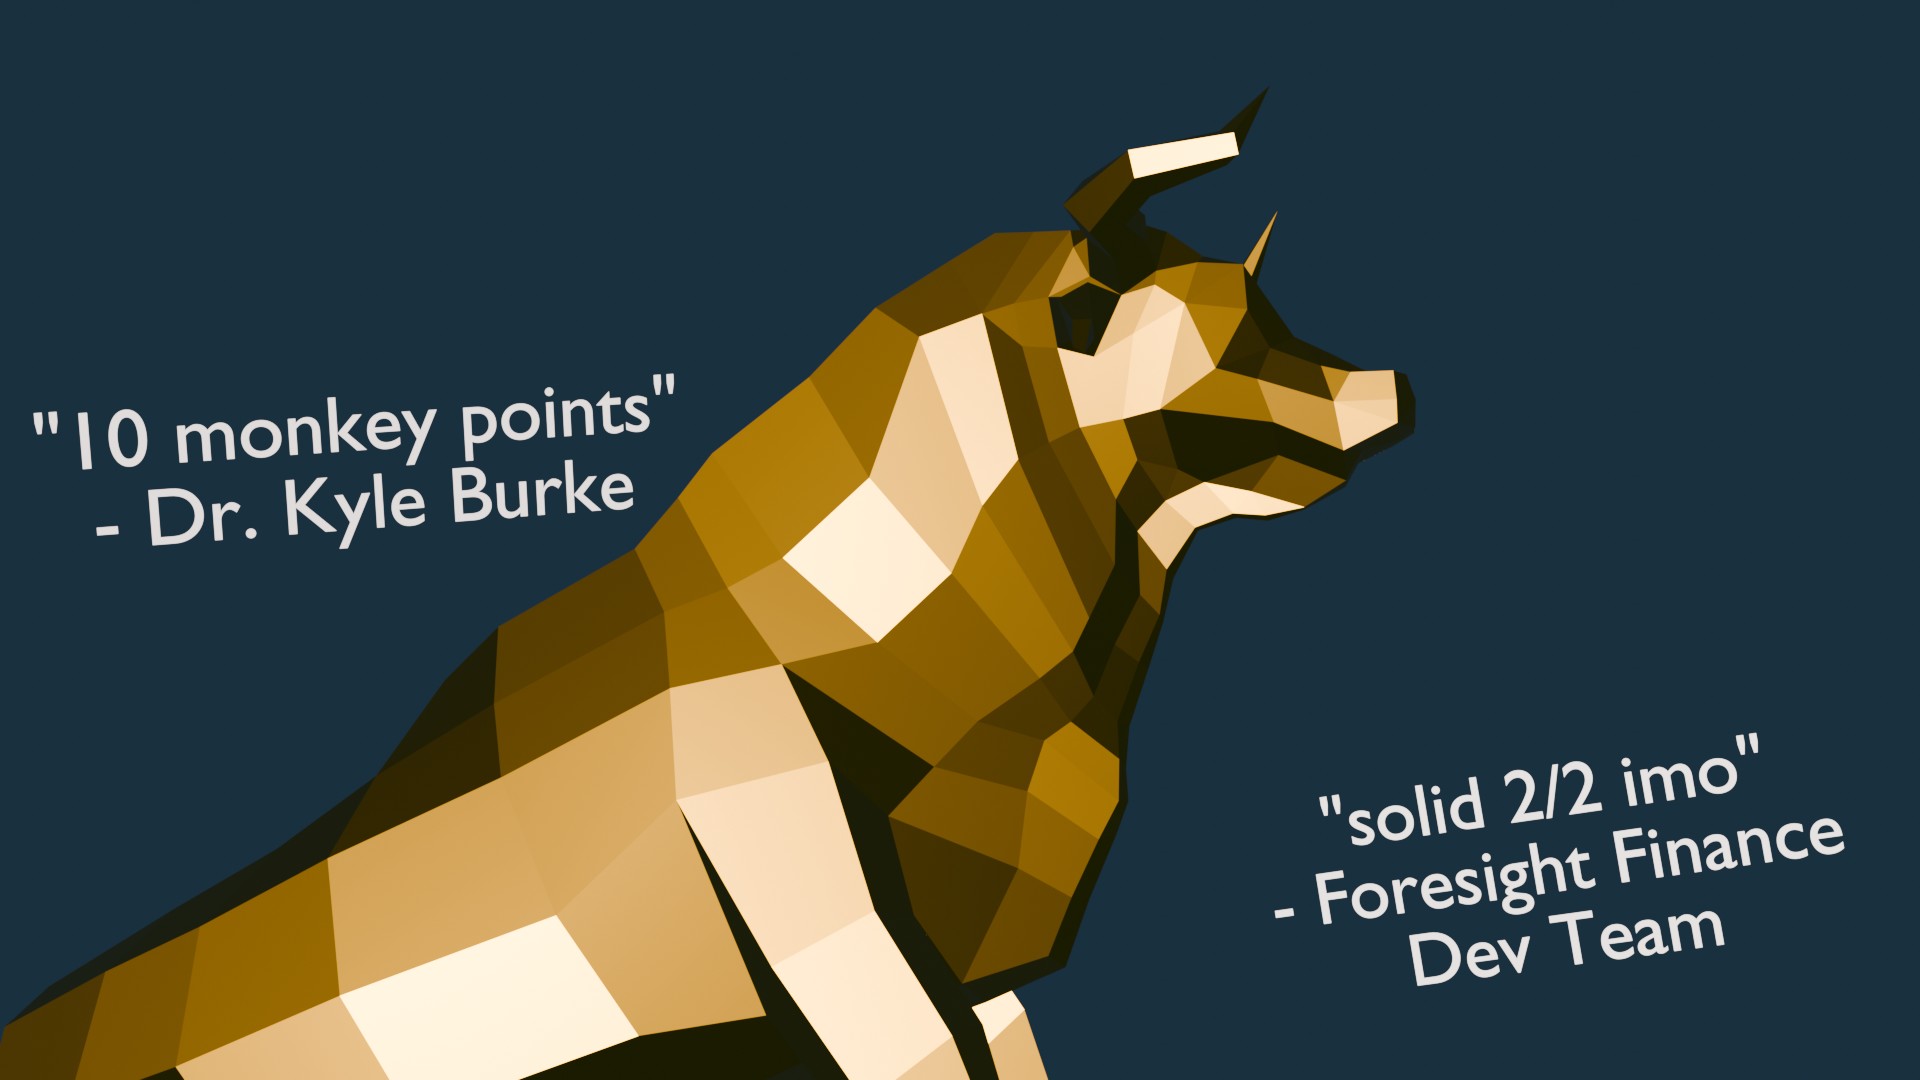 "10 monkey points"
- Dr. Kyle Burke
"solid 2/2 imo"
- Foresight Finance
Dev Team